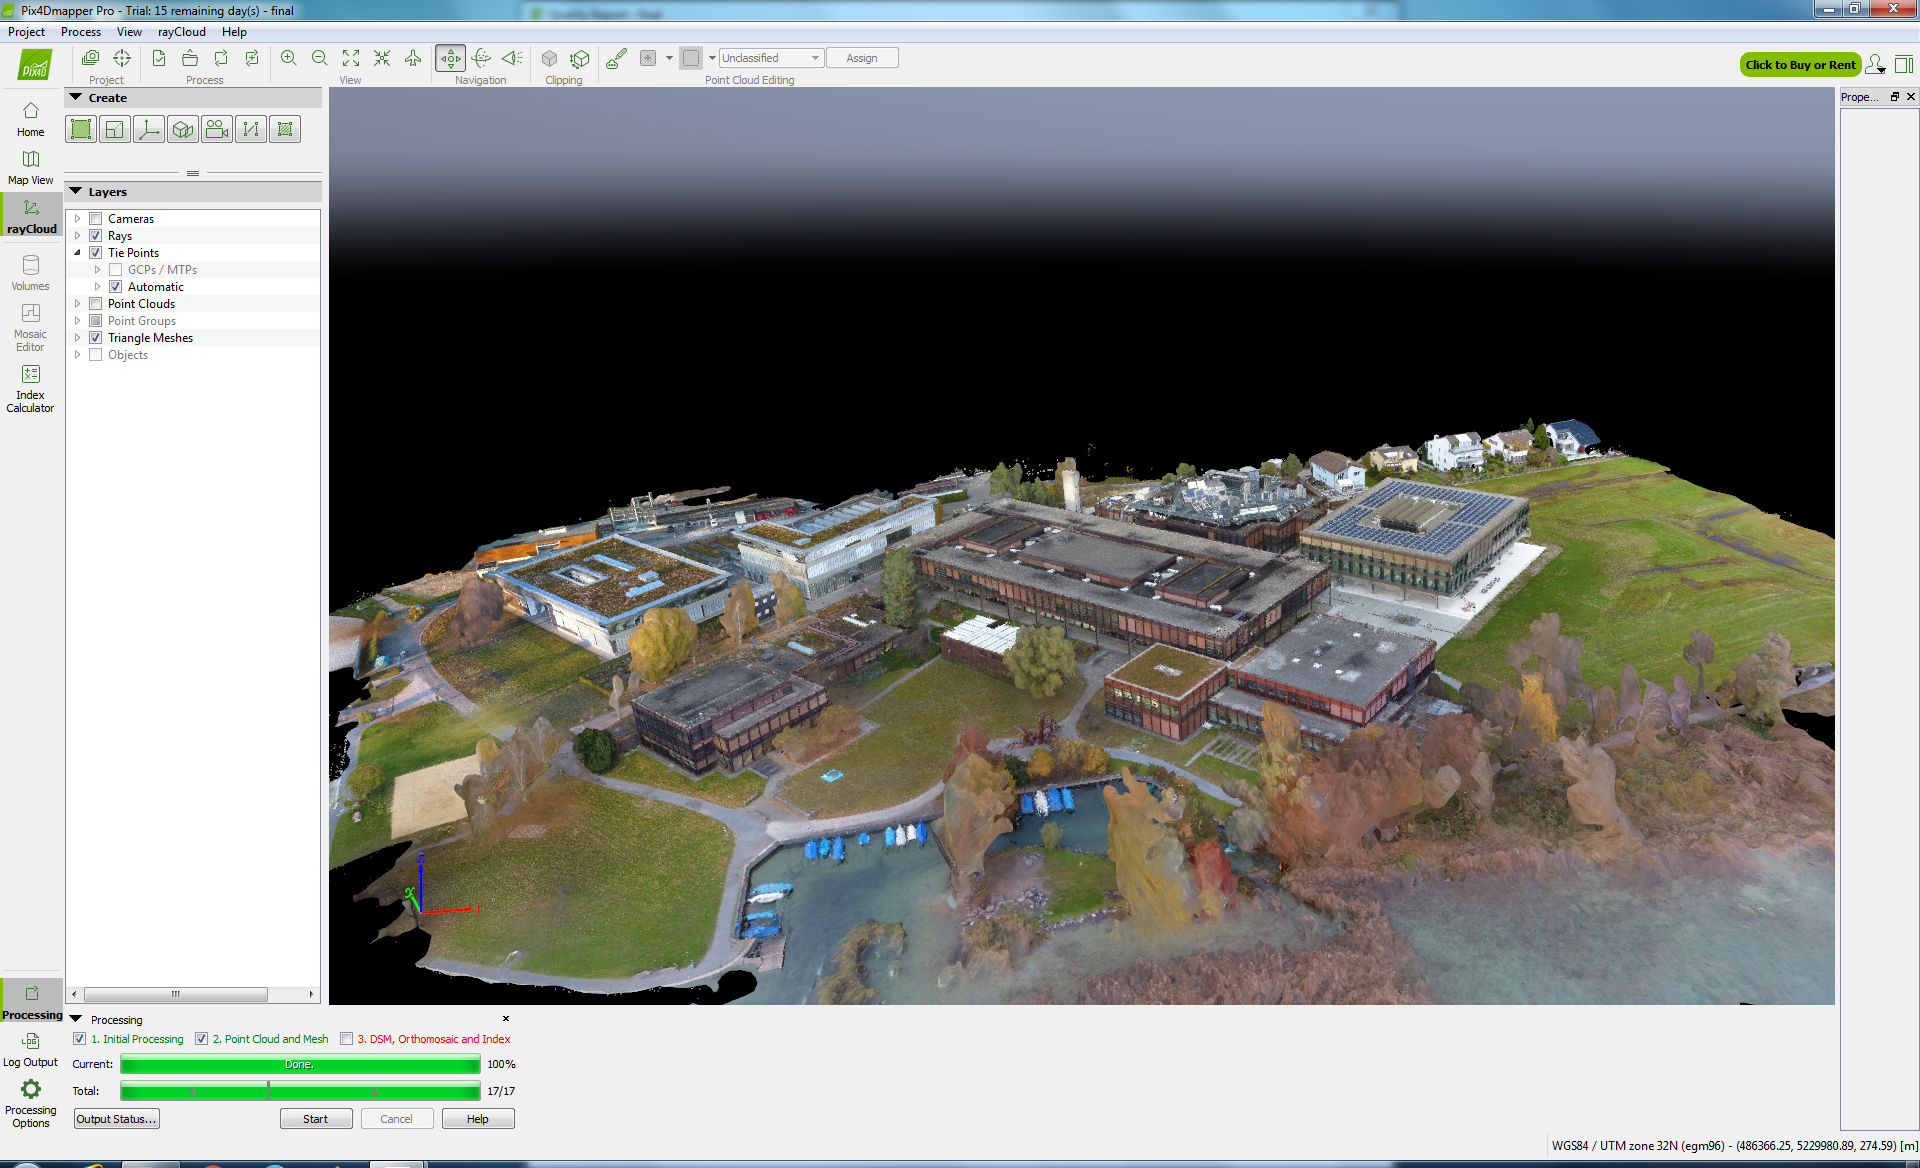 Pix4Dmapper Pro - Trial: 15 remaining day(s) - final
Quality Report - final
Project Process View rayCloud Help
PIX4D
Unclassified
Assign
Project Process View Navigation Clipping Point Cloud Editing
Click to Buy or Rent
Home
Map View
rayCloud
Volumes
Mosaic
Editor
Index
Calculator
Create
Layers
Cameras
Rays
Tie Points
GCPs / MTPs
Automatic
Point Clouds
Point Groups
Triangle Meshes
Objects
Prope...
Z
Processing
Log Output
Processing
Options
Processing
1. Initial Processing 2. Point Cloud and Mesh 3. DSM, Orthomosaic and Index
Current: Done. 100%
Total: 17/17
Output Status... Start Cancel Help
WGS84 / UTM zone 32N (egm96) - (486366.25, 5229980.89, 274.59) [m]